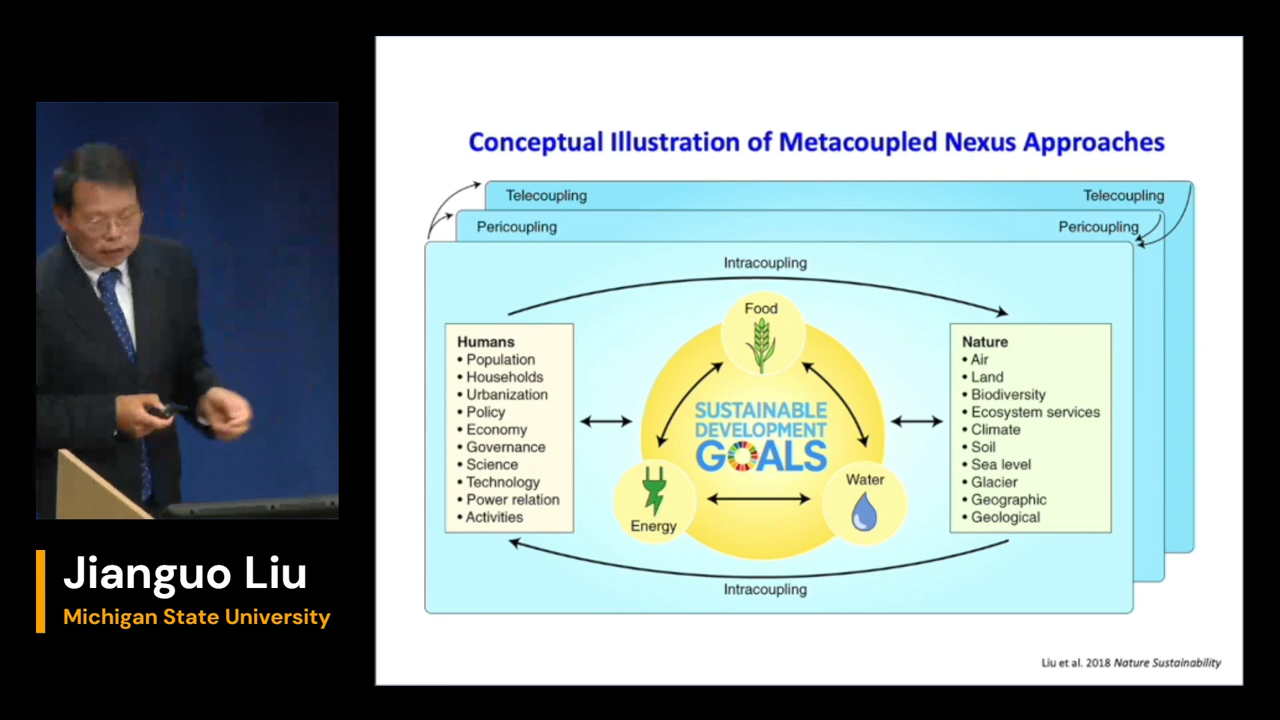 Conceptual Illustration of Metacoupled Nexus Approaches
Telecoupling
Telecoupling
Pericoupling
Pericoupling
Intracoupling
Food
Humans
• Population
• Households
• Urbanization
• Policy
• Economy
• Governance
• Science
• Technology
• Power relation
• Activities
SUSTAINABLE
DEVELOPMENT
GOALS
Energy
Water
Nature
• Air
• Land
• Biodiversity
• Ecosystem services
• Climate
• Soil
• Sea level
• Glacier
• Geographic
• Geological
Intracoupling
Liu et al. 2018 Nature Sustainability
Jianguo Liu
Michigan State University